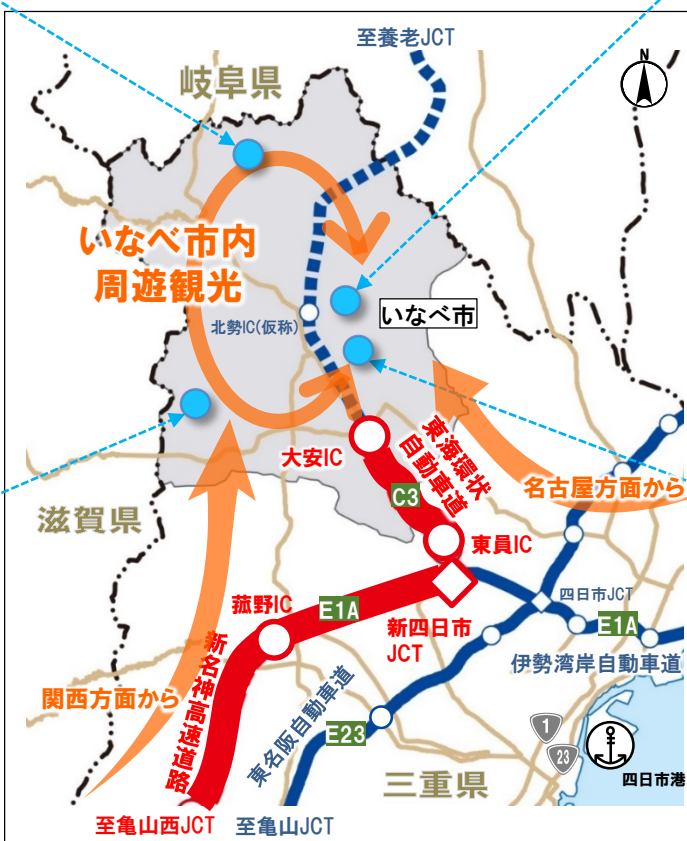 至養老JCT
岐阜県
N
いなべ市内
周遊観光
北勢IC(仮称)
いなべ市
大安IC
東海環状
自動車道
C3
名古屋方面から
滋賀県
東員IC
菰野IC
E1A
新四日市
JCT
四日市JCT
E1A
伊勢湾岸自動車道
新名神高速道路
関西方面から
東名阪自動車道
E23
1
23
三重県
四日市港
至亀山西JCT
至亀山JCT